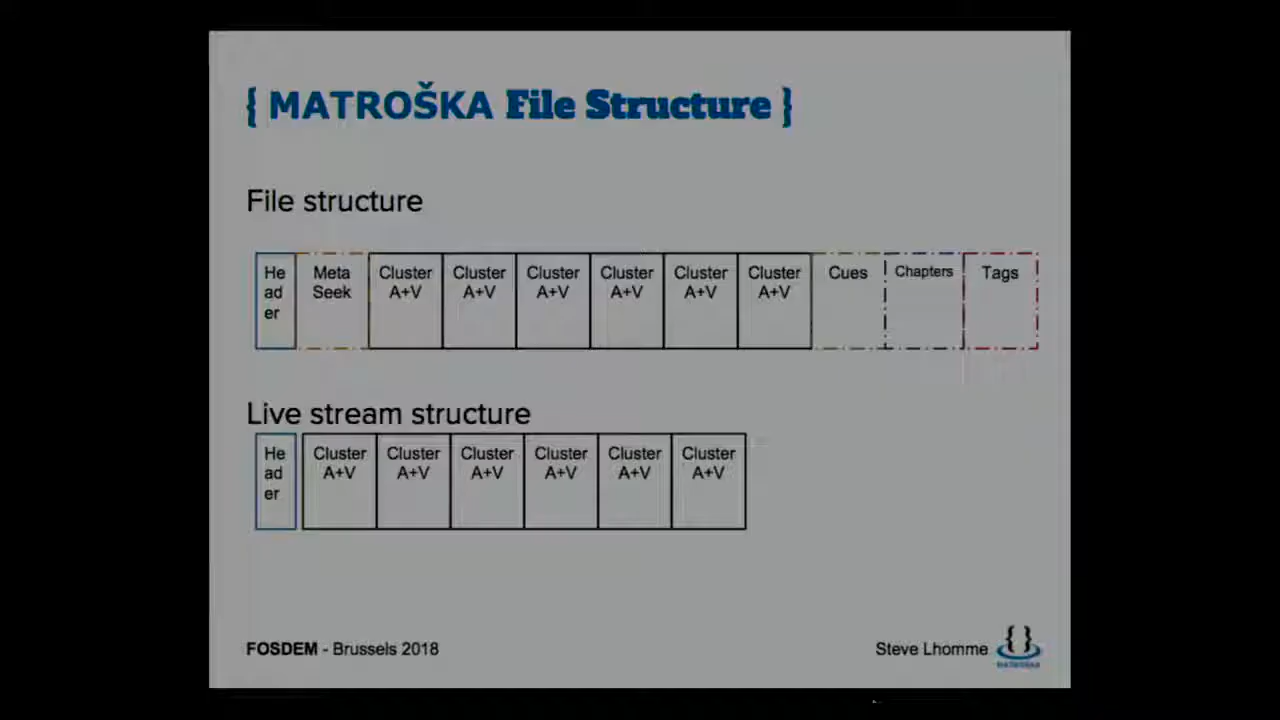 { MATROŠKA File Structure }
File structure
He
ad
er
Meta
Seek
Cluster
A+V
Cluster
A+V
Cluster
A+V
Cluster
A+V
Cluster
A+V
Cluster
A+V
Cues
Chapters
Tags
Live stream structure
He
ad
er
Cluster
A+V
Cluster
A+V
Cluster
A+V
Cluster
A+V
Cluster
A+V
Cluster
A+V
FOSDEM - Brussels 2018
Steve Lhomme
{ }
MATROŠKA